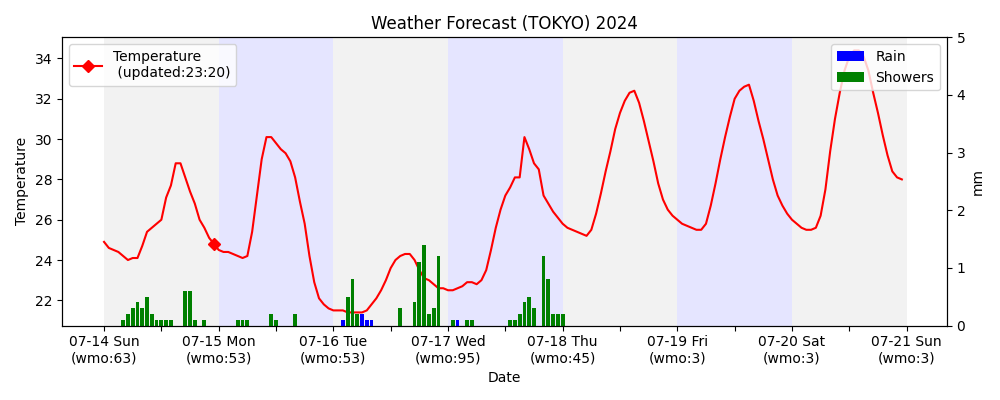 Weather Forecast (TOKYO) 2024
Temperature
(updated:23:20)
Rain
Showers
34
32
30
28
26
24
22
Temperature
5
4
3
2
1
0
mm
07-14 Sun
(wmo:63)
07-15 Mon
(wmo:53)
07-16 Tue
(wmo:53)
07-17 Wed
(wmo:95)
07-18 Thu
(wmo:45)
07-19 Fri
(wmo:3)
07-20 Sat
(wmo:3)
07-21 Sun
(wmo:3)
Date